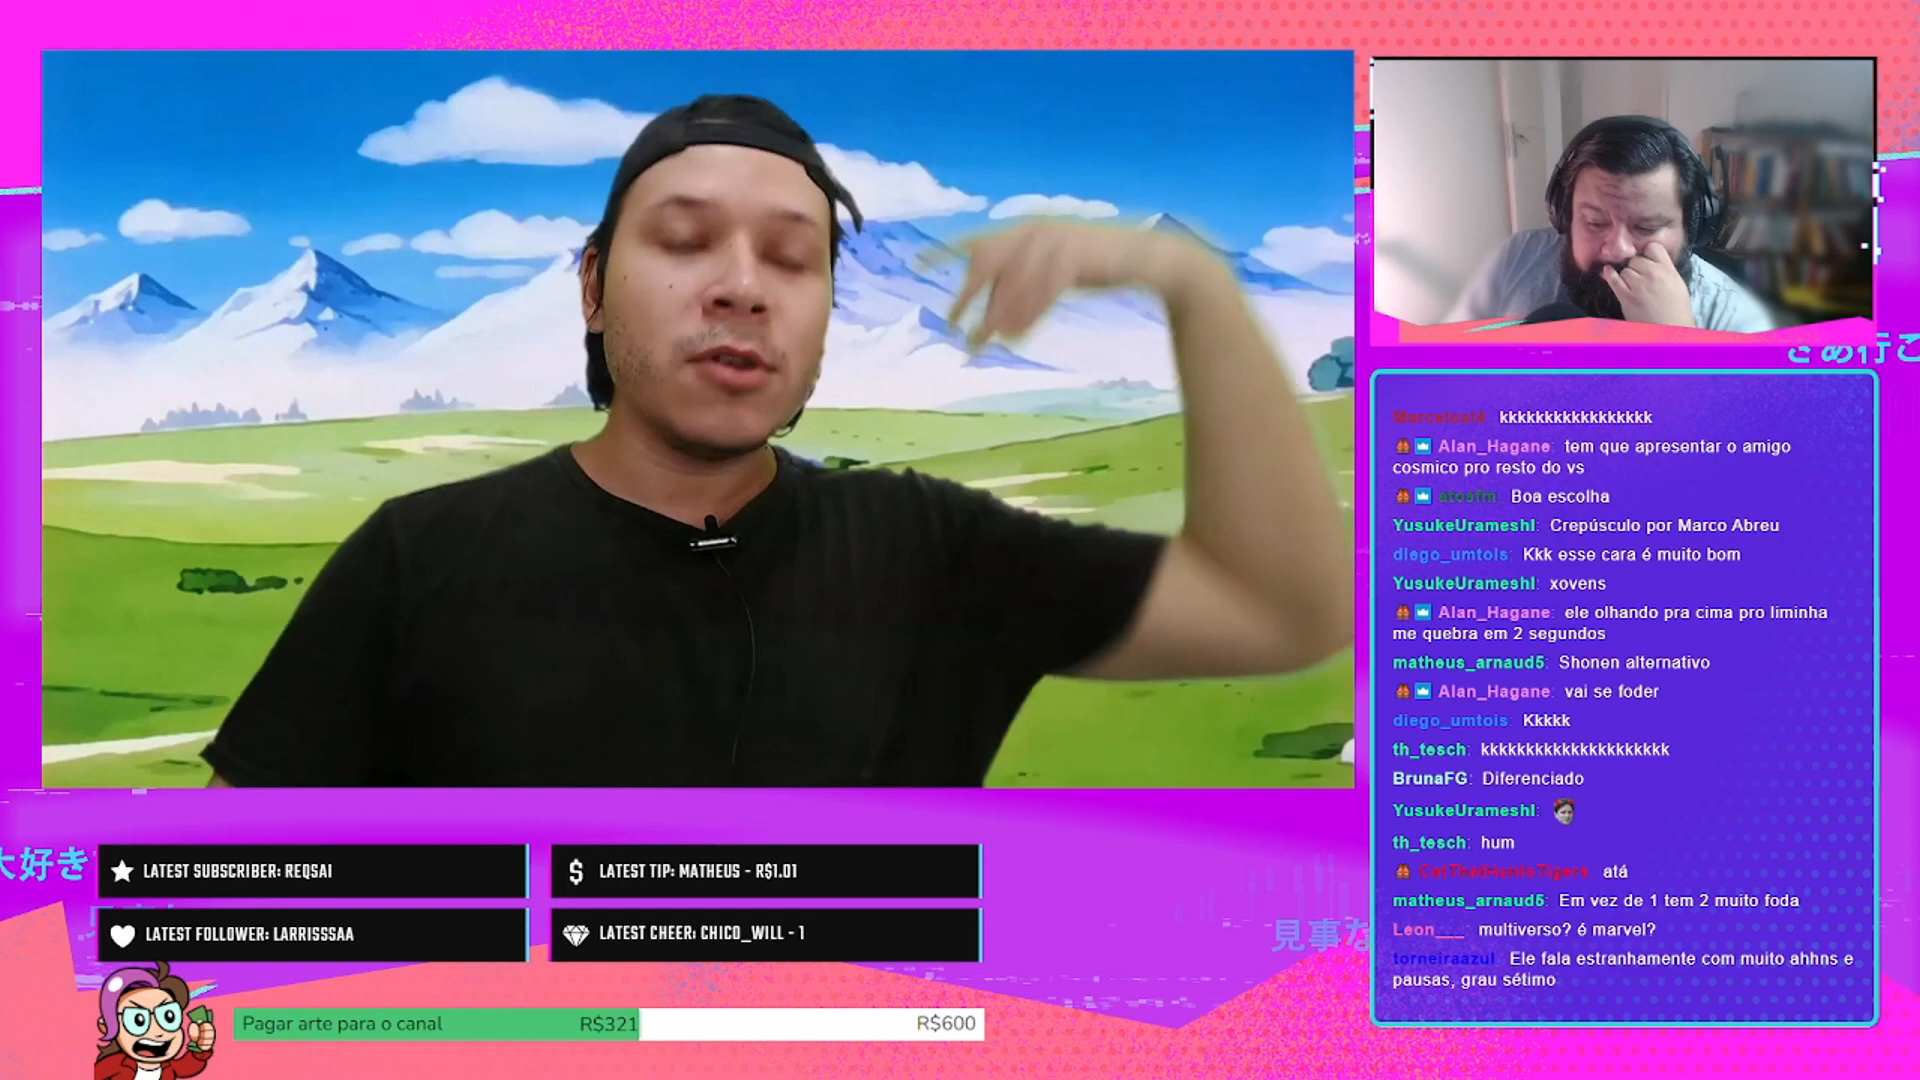 Marcelost4 kkkkkkkkkkkkkkkkk
Alan_Hagane: tem que apresentar o amigo
cosmico pro resto do vs
atosfm: Boa escolha
YusukeUrameshI: Crepúsculo por Marco Abreu
diego_umtois: Kkk esse cara é muito bom
YusukeUrameshI: xovens
Alan_Hagane: ele olhando pra cima pro liminha
me quebra em 2 segundos
matheus_arnaud5: Shonen alternativo
Alan_Hagane: vai se foder
diego_umtois: Kkkkk
th_tesch: kkkkkkkkkkkkkkkkkkkkk
BrunaFG: Diferenciado
YusukeUrameshI:
th_tesch: hum
CatThatHuntsTigers atá
matheus_arnaud5: Em vez de 1 tem 2 muito foda
Leon___: multiverso? é marvel?
torneiraazul: Ele fala estranhamente com muito ahhns e
pausas, grau sétimo
大好き
見事な
LATEST SUBSCRIBER: REQSAI
LATEST TIP: MATHEUS - R$1.01
LATEST FOLLOWER: LARRISSSAA
LATEST CHEER: CHICO_WILL - 1
Pagar arte para o canal R$321 R$600